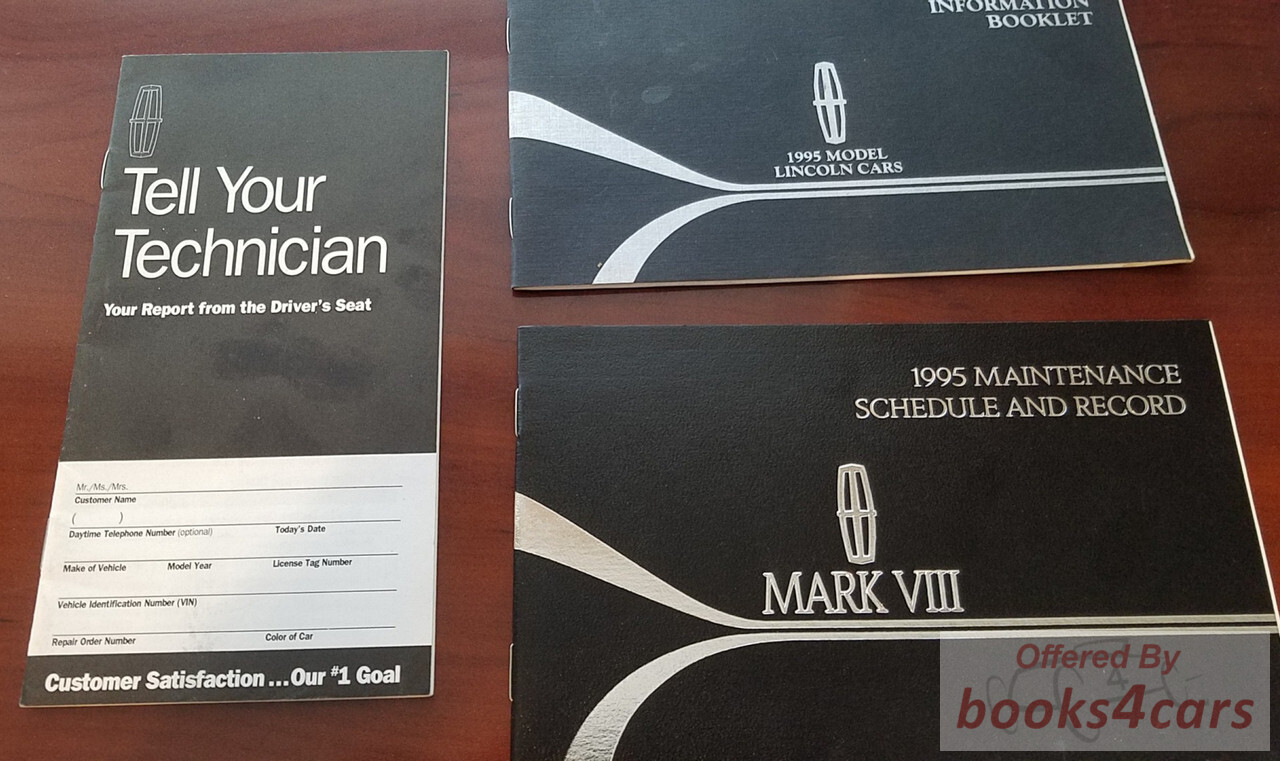 Tell Your
Technician
Your Report from the Driver's Seat
Mr./Ms./Mrs.
Customer Name
( )
Daytime Telephone Number (optional) Today's Date
Make of Vehicle Model Year License Tag Number
Vehicle Identification Number (VIN)
Repair Order Number Color of Car
Customer Satisfaction...Our #1 Goal
INFORMATION
BOOKLET
1995 MODEL
LINCOLN CARS
1995 MAINTENANCE
SCHEDULE AND RECORD
MARK VIII
Offered By
books4cars